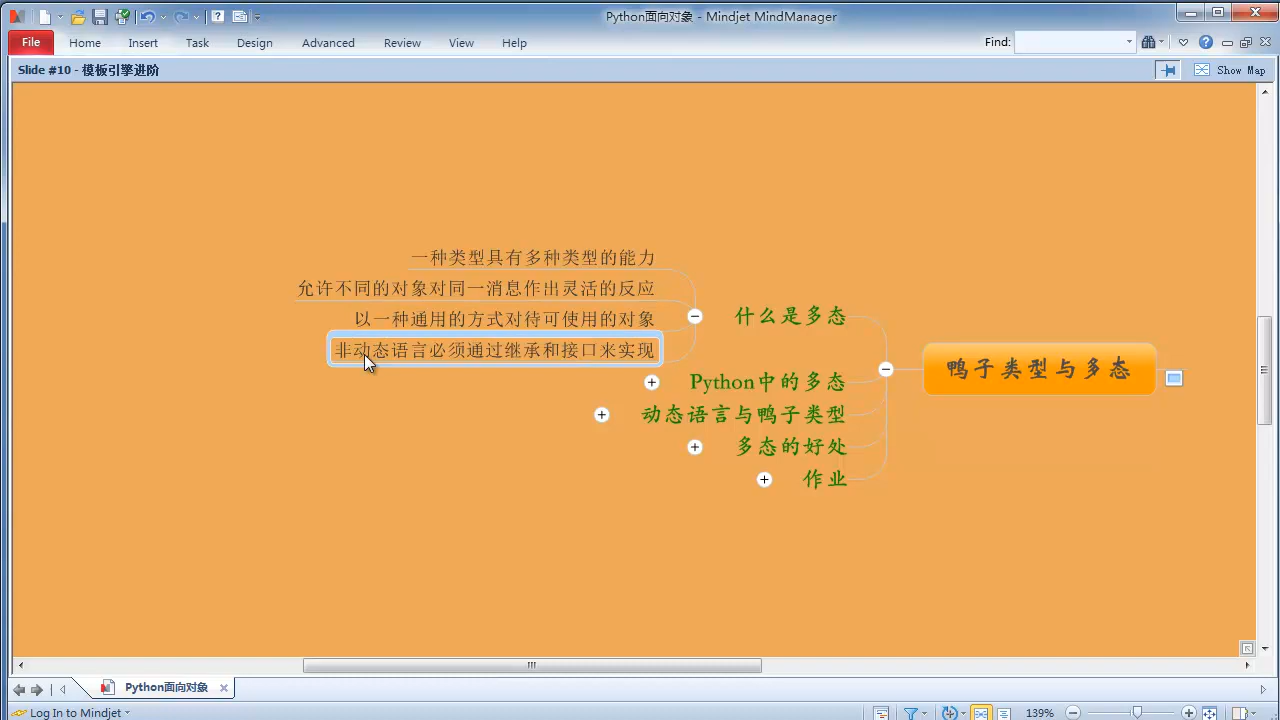 Python面向对象 - Mindjet MindManager
File
Home
Insert
Task
Design
Advanced
Review
View
Help
Find:
Slide #10 - 模板引擎进阶
Show Map
一种类型具有多种类型的能力
允许不同的对象对同一消息作出灵活的反应
以一种通用的方式对待可使用的对象
非动态语言必须通过继承和接口来实现
什么是多态
Python中的多态
动态语言与鸭子类型
多态的好处
作业
鸭子类型与多态
Python面向对象
Log In to Mindjet
139%